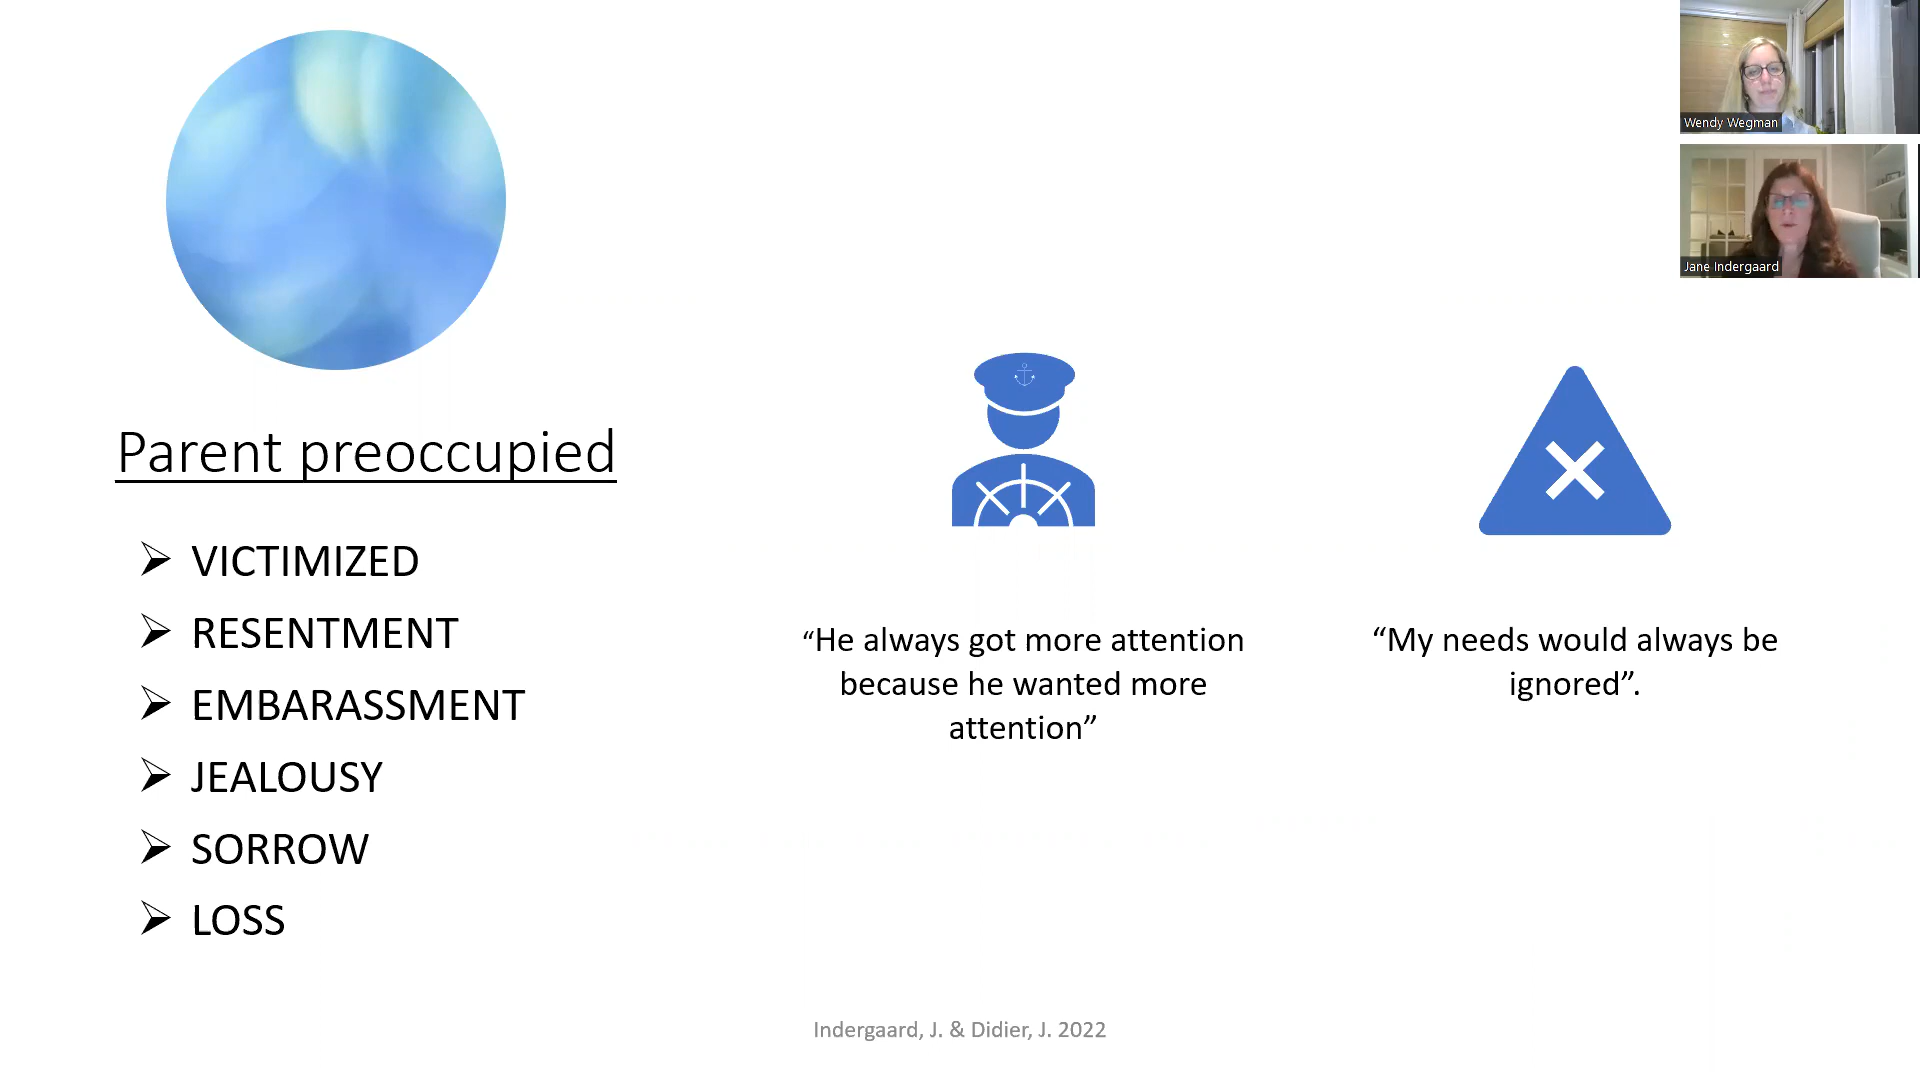 Wendy Wegman
Jane Indergaard
Parent preoccupied
VICTIMIZED
RESENTMENT
EMBARASSMENT
JEALOUSY
SORROW
LOSS
“He always got more attention
because he wanted more
attention”
“My needs would always be
ignored”.
Indergaard, J. & Didier, J. 2022